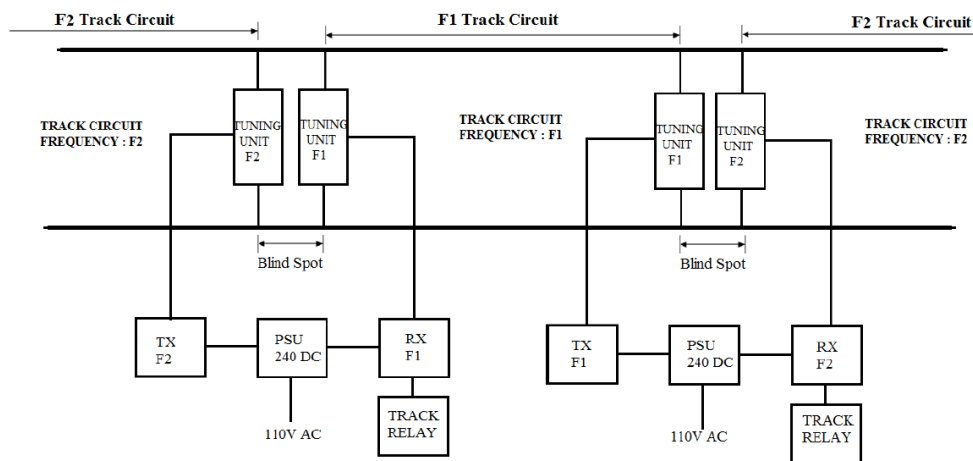 F2 Track Circuit
F1 Track Circuit
F2 Track Circuit
TRACK CIRCUIT
FREQUENCY : F2
TUNING
UNIT
F2
TUNING
UNIT
F1
TRACK CIRCUIT
FREQUENCY : F1
TUNING
UNIT
F1
TUNING
UNIT
F2
TRACK CIRCUIT
FREQUENCY : F2
Blind Spot
Blind Spot
TX
F2
PSU
240 DC
RX
F1
TX
F1
PSU
240 DC
RX
F2
110V AC
TRACK
RELAY
110V AC
TRACK
RELAY